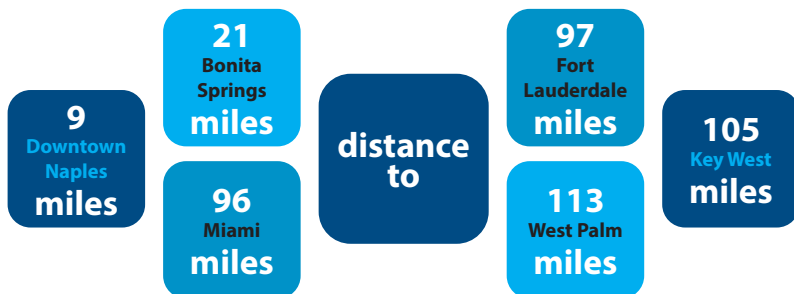 9
Downtown
Naples
miles
21
Bonita
Springs
miles
96
Miami
miles
distance
to
97
Fort
Lauderdale
miles
113
West Palm
miles
105
Key West
miles